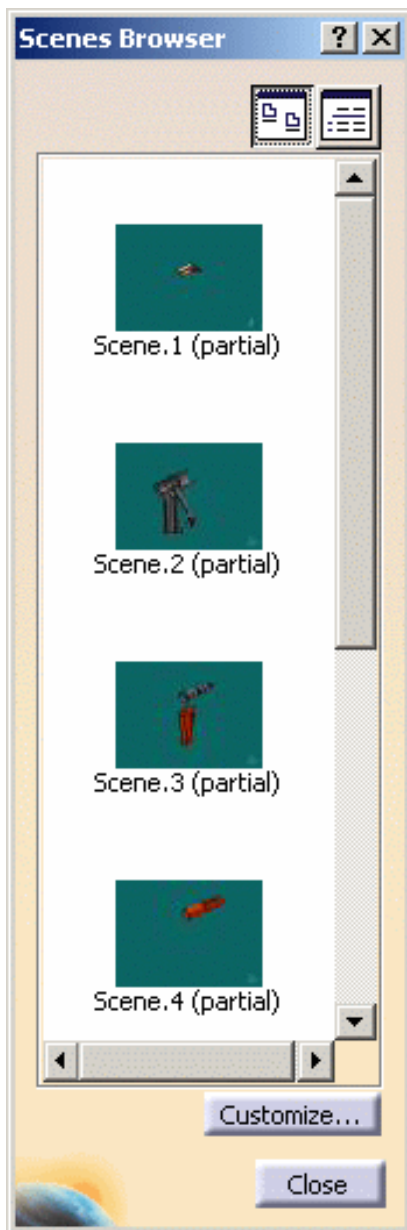 Scenes Browser
Scene.1 (partial)
Scene.2 (partial)
Scene.3 (partial)
Scene.4 (partial)
Customize...
Close